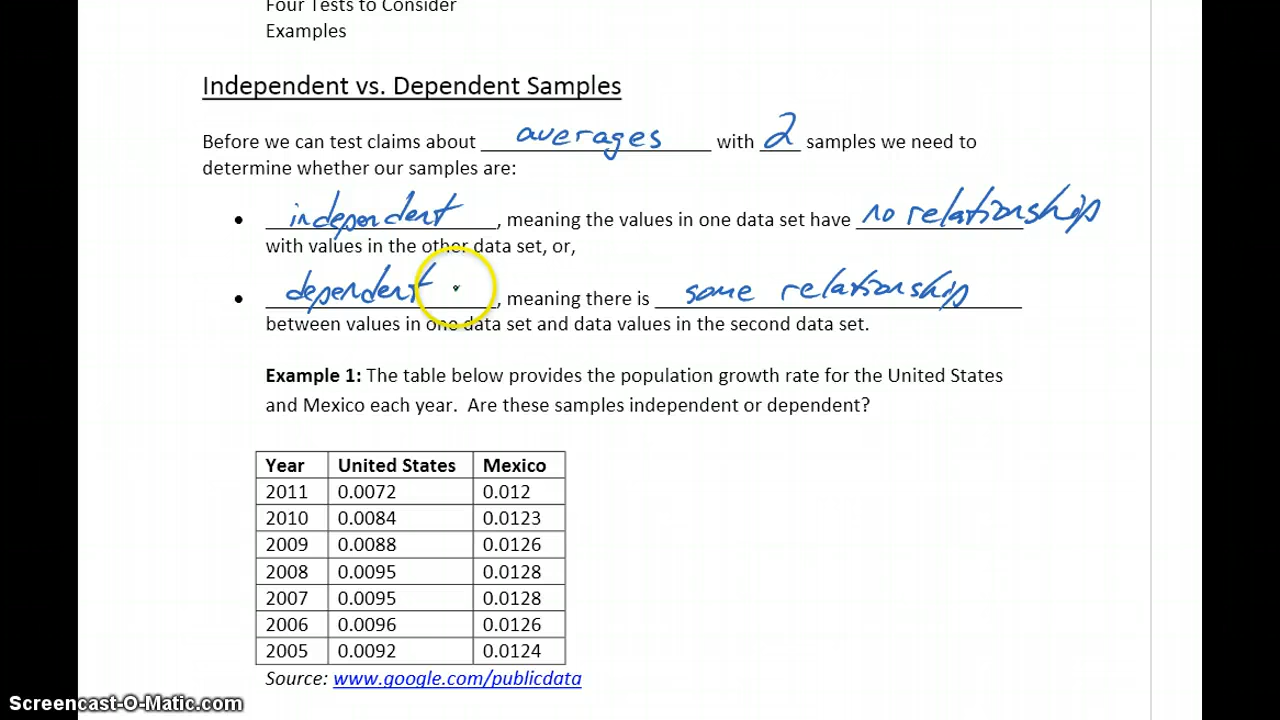 Four Tests to Consider
Examples
Independent vs. Dependent Samples
Before we can test claims about averages with 2 samples we need to
determine whether our samples are:
• independent, meaning the values in one data set have no relationship
with values in the other data set, or,
• dependent, meaning there is some relationship
between values in one data set and data values in the second data set.
Example 1: The table below provides the population growth rate for the United States
and Mexico each year. Are these samples independent or dependent?
Year United States Mexico
2011 0.0072 0.012
2010 0.0084 0.0123
2009 0.0088 0.0126
2008 0.0095 0.0128
2007 0.0095 0.0128
2006 0.0096 0.0126
2005 0.0092 0.0124
Source: www.google.com/publicdata
Screencast-O-Matic.com